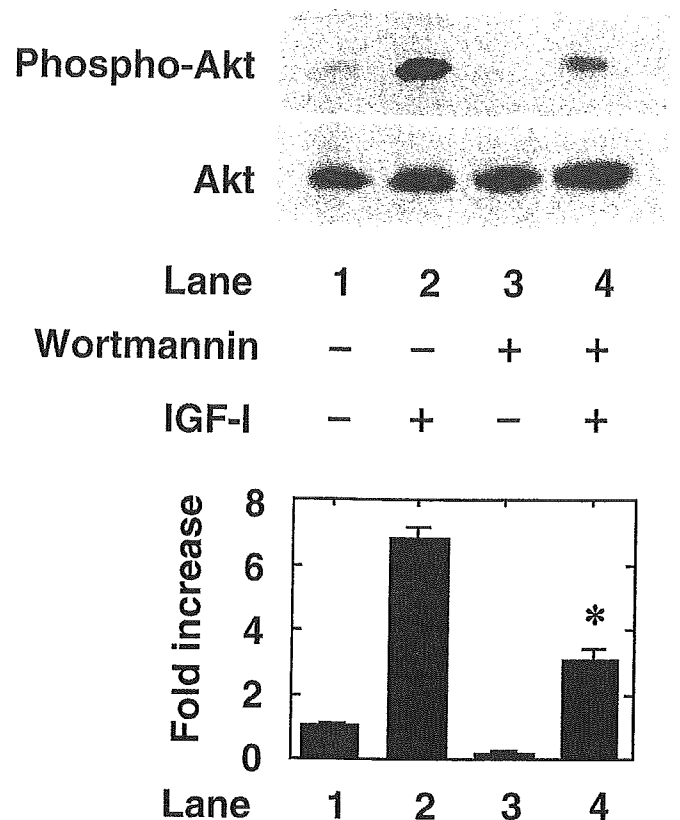 Phospho-Akt
Akt
Lane 1 2 3 4
Wortmannin – – + +
IGF-I – + – +
Fold increase
8
6
4
2
0
*
Lane 1 2 3 4